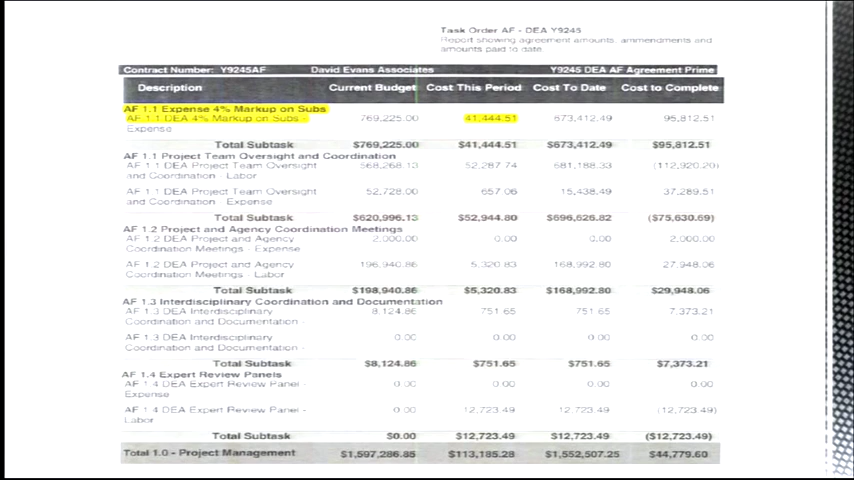 Task Order AF - DEA Y9245
Report showing agreement amounts, ammendments and
amounts paid to date.
Contract Number: Y9245AF David Evans Associates Y9245 DEA AF Agreement Prime
Description Current Budget Cost This Period Cost To Date Cost to Complete
AF 1.1 Expense 4% Markup on Subs
AF 1.1 DEA 4% Markup on Subs - 769,225.00 41,444.51 673,412.49 95,812.51
Expense
Total Subtask $769,225.00 $41,444.51 $673,412.49 $95,812.51
AF 1.1 Project Team Oversight and Coordination
AF 1.1 DEA Project Team Oversight 568,268.13 52,287.74 681,188.33 (112,920.20)
and Coordination - Labor
AF 1.1 DEA Project Team Oversight 52,728.00 657.06 15,438.49 37,289.51
and Coordination - Expense
Total Subtask $620,996.13 $52,944.80 $696,626.82 ($75,630.69)
AF 1.2 Project and Agency Coordination Meetings
AF 1.2 DEA Project and Agency 2,000.00 0.00 0.00 2,000.00
Coordination Meetings - Expense
AF 1.2 DEA Project and Agency 196,940.86 5,320.83 168,992.80 27,948.06
Coordination Meetings - Labor
Total Subtask $198,940.86 $5,320.83 $168,992.80 $29,948.06
AF 1.3 Interdisciplinary Coordination and Documentation
AF 1.3 DEA Interdisciplinary 8,124.86 751.65 751.65 7,373.21
Coordination and Documentation -
AF 1.3 DEA Interdisciplinary 0.00 0.00 0.00 0.00
Coordination and Documentation -
Total Subtask $8,124.86 $751.65 $751.65 $7,373.21
AF 1.4 Expert Review Panels
AF 1.4 DEA Expert Review Panel - 0.00 0.00 0.00 0.00
Expense
AF 1.4 DEA Expert Review Panel - 0.00 12,723.49 12,723.49 (12,723.49)
Labor
Total Subtask $0.00 $12,723.49 $12,723.49 ($12,723.49)
Total 1.0 - Project Management $1,597,286.85 $113,185.28 $1,552,507.25 $44,779.60